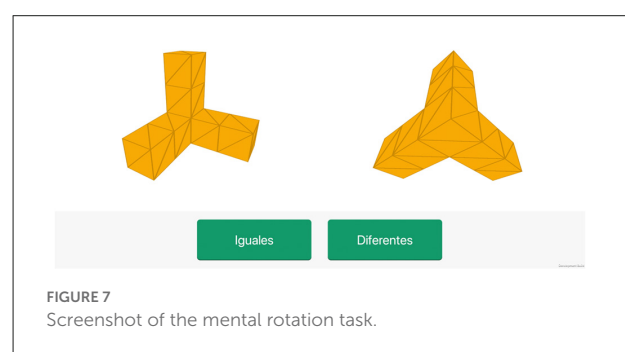 Iguales
Diferentes
FIGURE 7
Screenshot of the mental rotation task.